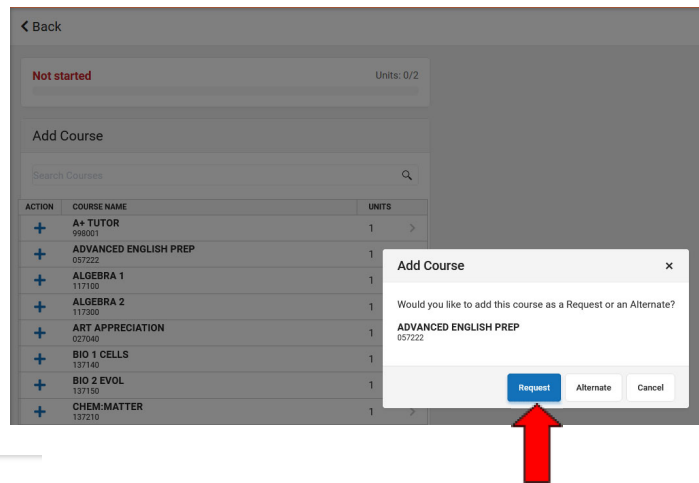 Back
Not started Units: 0/2
Add Course
Search Courses
ACTION COURSE NAME UNITS
A+ TUTOR 1
998001
ADVANCED ENGLISH PREP 1
057222
ALGEBRA 1
117100 1
ALGEBRA 2
117300 1
ART APPRECIATION
027040 1
BIO 1 CELLS
137140 1
BIO 2 EVOL
137150 1
CHEM:MATTER
137210 1
Add Course ×
Would you like to add this course as a Request or an Alternate?
ADVANCED ENGLISH PREP
057222
Request Alternate Cancel